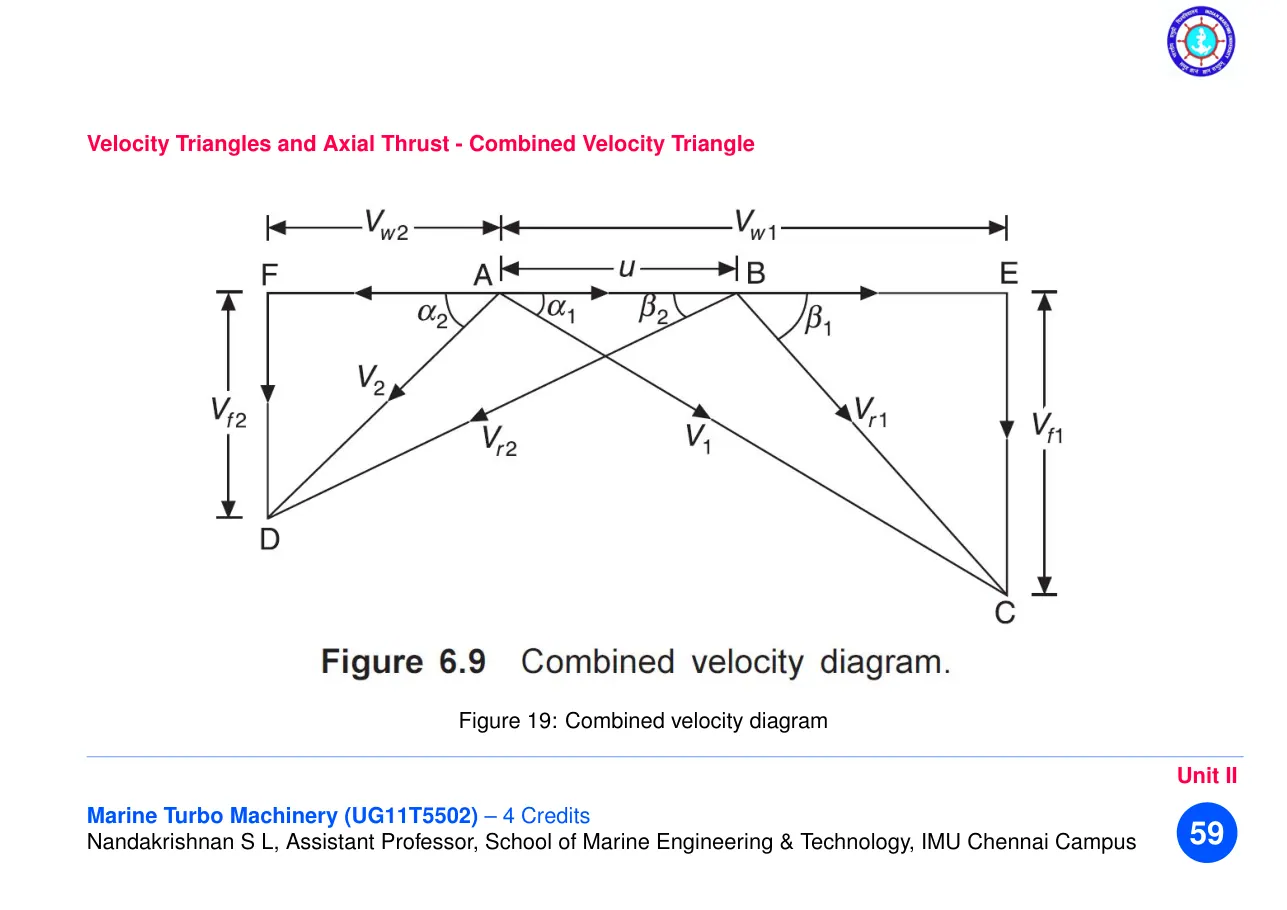 Velocity Triangles and Axial Thrust - Combined Velocity Triangle
Vw2 Vw1
F A u B E
α2 α1 β2 β1
V2 Vr1
Vf2 Vr2 V1 Vf1
D
C
Figure 6.9 Combined velocity diagram.
Figure 19: Combined velocity diagram
Unit II
Marine Turbo Machinery (UG11T5502) – 4 Credits
Nandakrishnan S L, Assistant Professor, School of Marine Engineering & Technology, IMU Chennai Campus
59